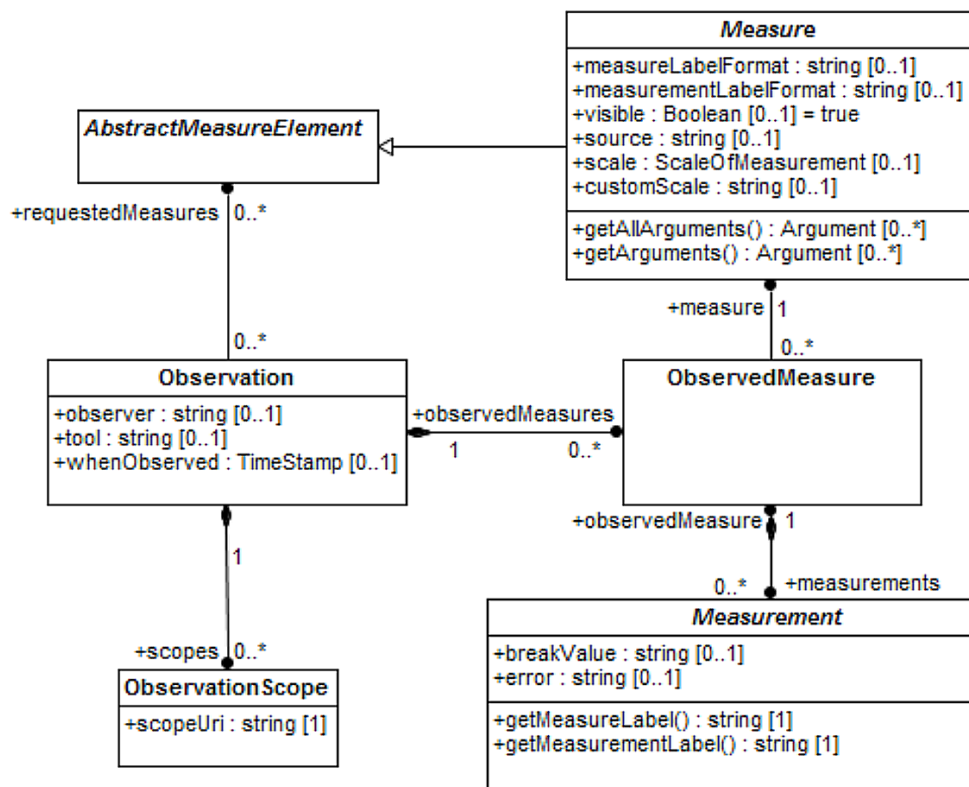 Measure
+measureLabelFormat : string [0..1]
+measurementLabelFormat : string [0..1]
+visible : Boolean [0..1] = true
+source : string [0..1]
+scale : ScaleOfMeasurement [0..1]
+customScale : string [0..1]
+getAllArguments() : Argument [0..*]
+getArguments() : Argument [0..*]
AbstractMeasureElement
+requestedMeasures
0..*
+measure
1
0..*
0..*
Observation
+observer : string [0..1]
+tool : string [0..1]
+whenObserved : TimeStamp [0..1]
+observedMeasures
1
0..*
ObservedMeasure
+observedMeasure
1
1
0..*
+measurements
+scopes
0..*
ObservationScope
+scopeUri : string [1]
Measurement
+breakValue : string [0..1]
+error : string [0..1]
+getMeasureLabel() : string [1]
+getMeasurementLabel() : string [1]